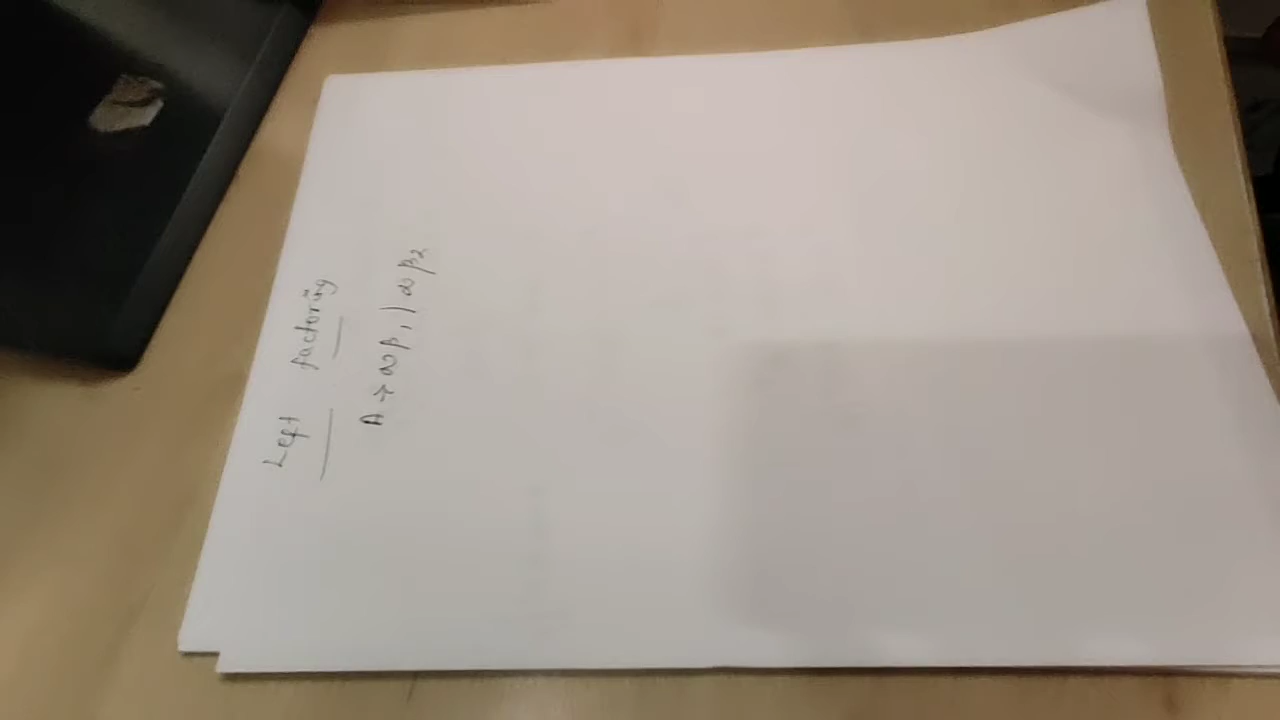 Left factoring
A → αβ1 | αβ2